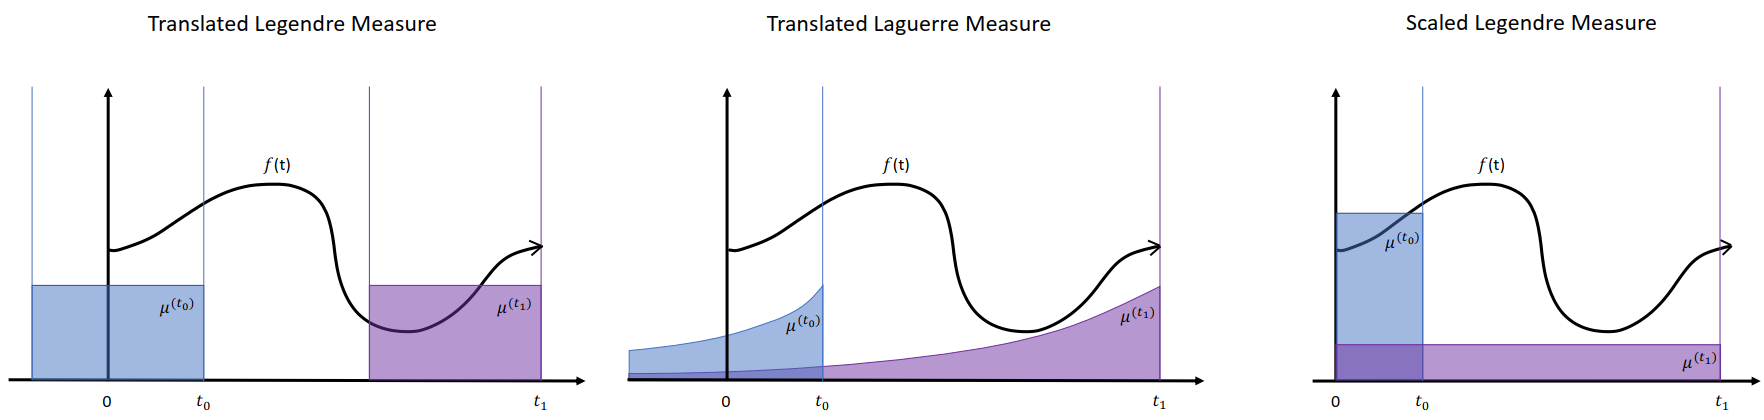 Translated Legendre Measure
f(t)
μ^(t₀)
μ^(t₁)
0
t₀
t₁
Translated Laguerre Measure
f(t)
μ^(t₀)
μ^(t₁)
0
t₀
t₁
Scaled Legendre Measure
f(t)
μ^(t₀)
μ^(t₁)
0
t₀
t₁